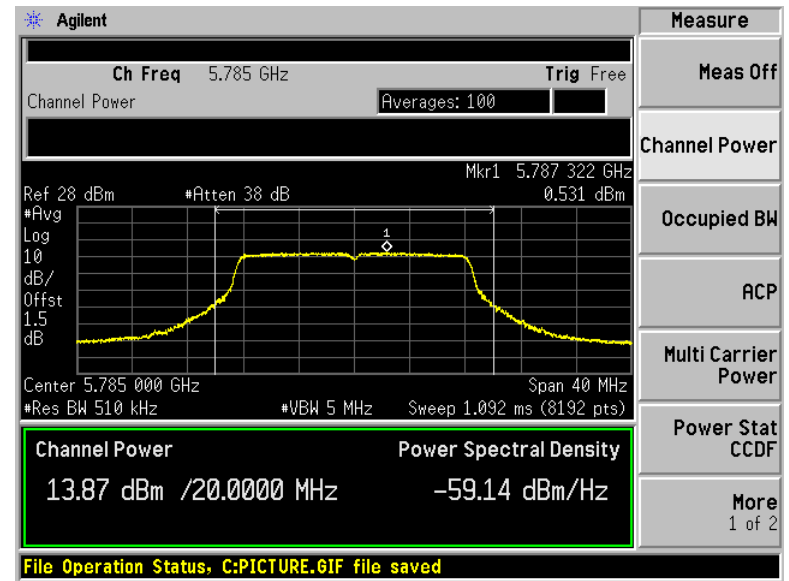 Agilent
Measure
Ch Freq 5.785 GHz Trig Free
Channel Power Averages: 100
Mkr1 5.787 322 GHz
Ref 28 dBm #Atten 38 dB 0.531 dBm
#Avg
Log
10
dB/
Offst
1.5
dB
1
Center 5.785 000 GHz Span 40 MHz
#Res BW 510 kHz #VBW 5 MHz Sweep 1.092 ms (8192 pts)
Channel Power Power Spectral Density
13.87 dBm /20.0000 MHz -59.14 dBm/Hz
File Operation Status, C:PICTURE.GIF file saved
Meas Off
Channel Power
Occupied BW
ACP
Multi Carrier
Power
Power Stat
CCDF
More
1 of 2